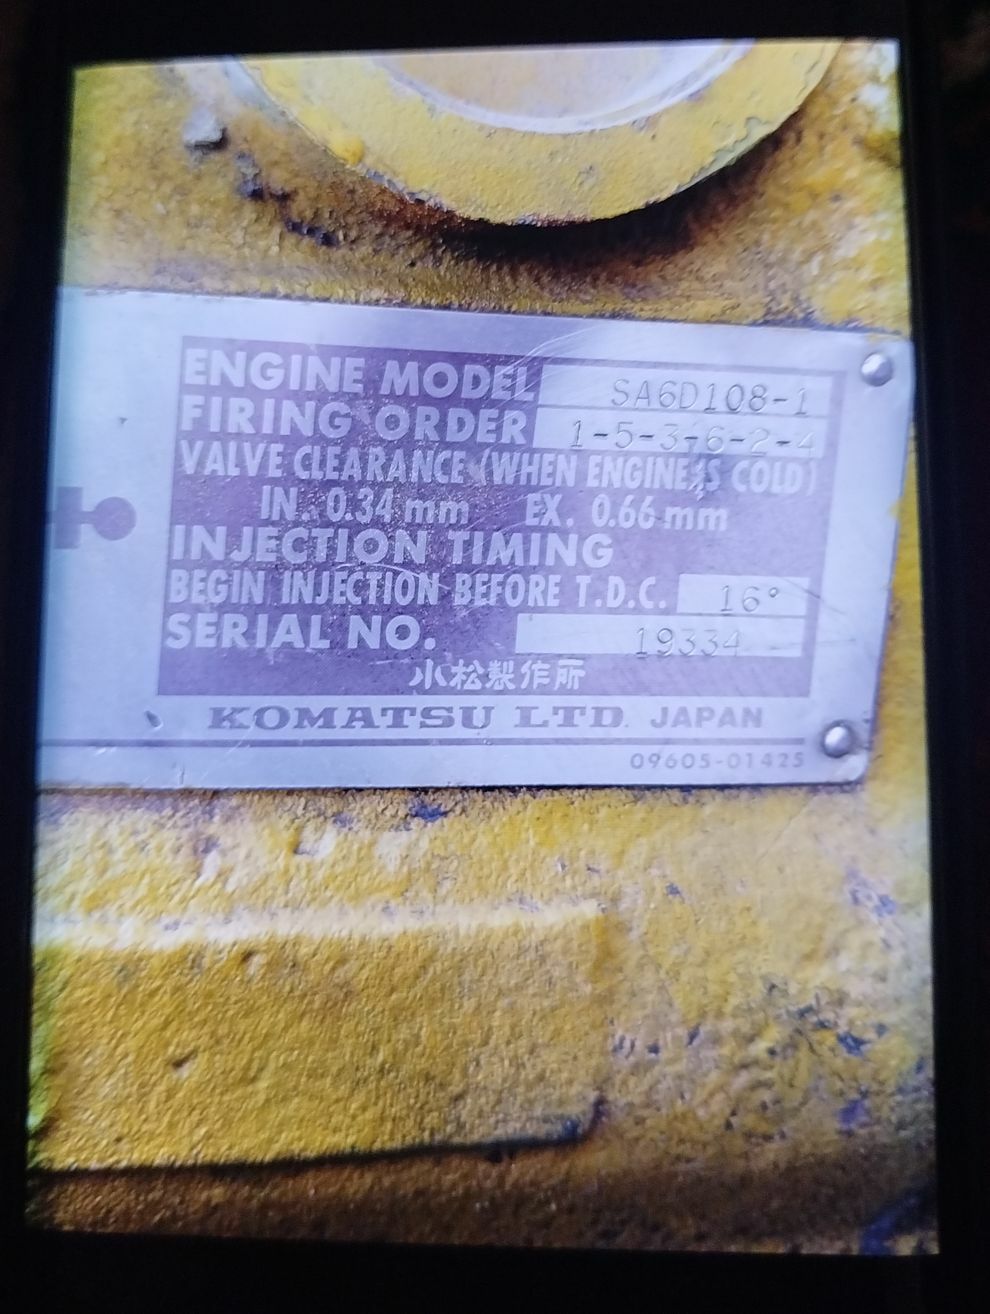 ENGINE MODEL SA6D108-1
FIRING ORDER 1-5-3-6-2-4
VALVE CLEARANCE (WHEN ENGINE IS COLD)
IN. 0.34 mm EX. 0.66 mm
INJECTION TIMING
BEGIN INJECTION BEFORE T.D.C. 16°
SERIAL NO. 19334
小松製作所
KOMATSU LTD. JAPAN
09605-01425